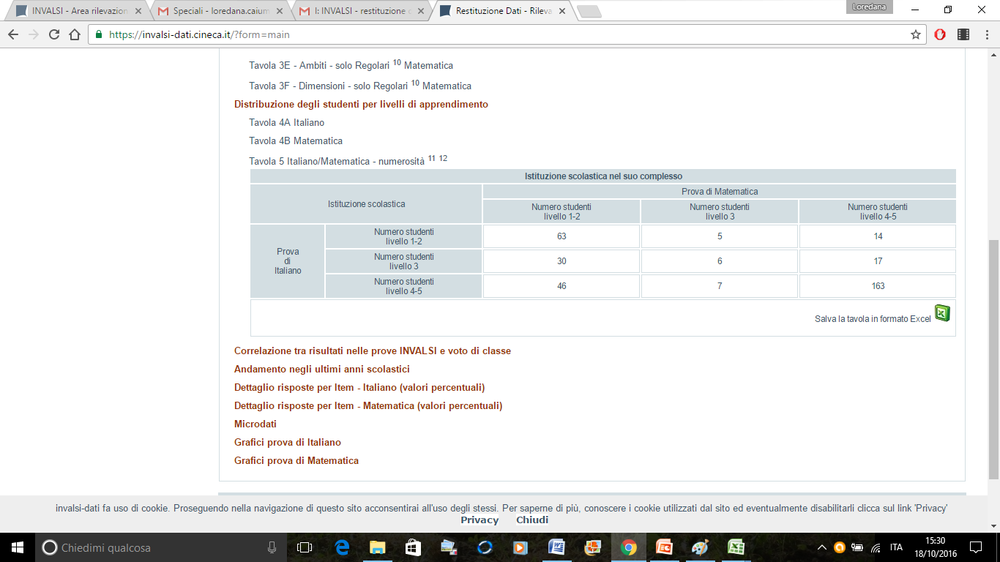 INVALSI - Area rilevazion
Speciali - loredana.caium
I: INVALSI - restituzione d
Restituzione Dati - Rileva
Loredana
https://invalsi-dati.cineca.it/?form=main
Tavola 3E - Ambiti - solo Regolari 10 Matematica
Tavola 3F - Dimensioni - solo Regolari 10 Matematica
Distribuzione degli studenti per livelli di apprendimento
Tavola 4A Italiano
Tavola 4B Matematica
Tavola 5 Italiano/Matematica - numerosità 11 12
Istituzione scolastica nel suo complesso
Istituzione scolastica
Prova di Matematica
Numero studenti
livello 1-2
Numero studenti
livello 3
Numero studenti
livello 4-5
Prova
di
Italiano
Numero studenti
livello 1-2
63
5
14
Numero studenti
livello 3
30
6
17
Numero studenti
livello 4-5
46
7
163
Salva la tavola in formato Excel
Correlazione tra risultati nelle prove INVALSI e voto di classe
Andamento negli ultimi anni scolastici
Dettaglio risposte per Item - Italiano (valori percentuali)
Dettaglio risposte per Item - Matematica (valori percentuali)
Microdati
Grafici prova di Italiano
Grafici prova di Matematica
invalsi-dati fa uso di cookie. Proseguendo nella navigazione di questo sito acconsentirai all'uso degli stessi. Per saperne di più, conoscere i cookie utilizzati dal sito ed eventualmente disabilitarli clicca sul link 'Privacy'
Privacy Chiudi
Chiedimi qualcosa
ITA
15:30
18/10/2016